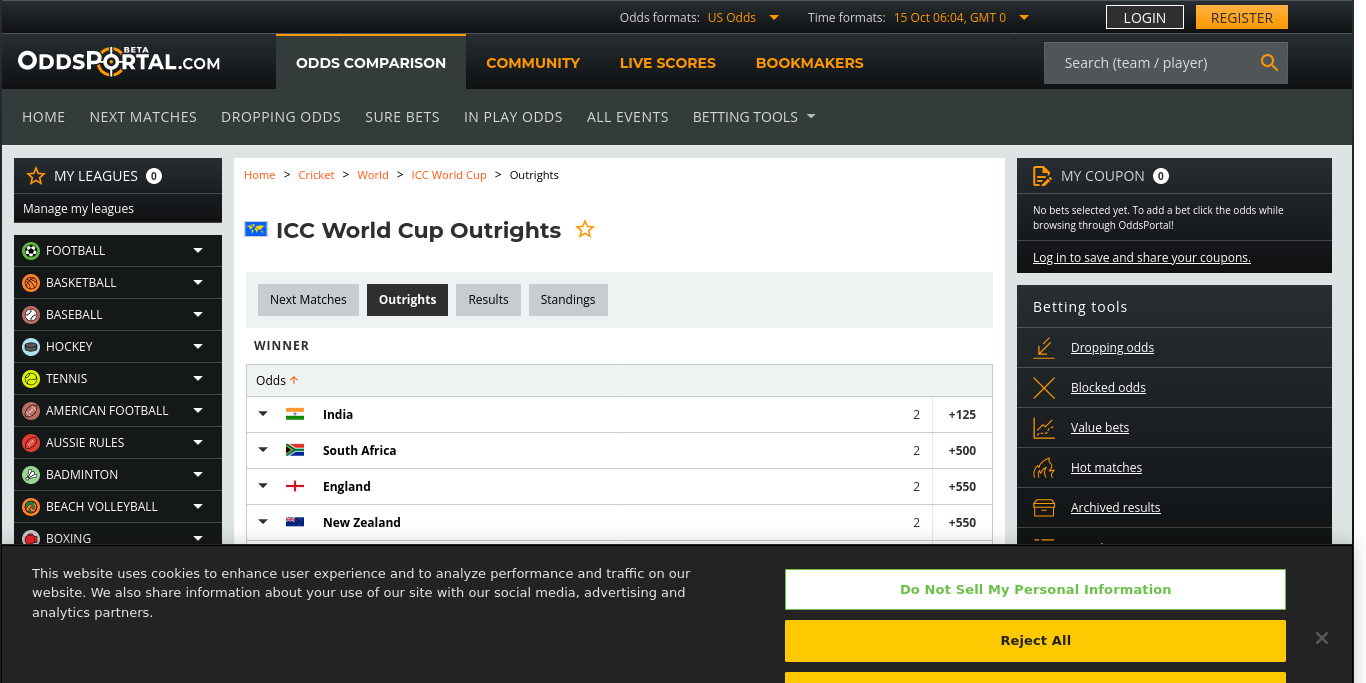 Odds formats: US Odds
Time formats: 15 Oct 06:04, GMT 0
LOGIN
REGISTER
ODDSPORTAL.COM
BETA
ODDS COMPARISON
COMMUNITY
LIVE SCORES
BOOKMAKERS
Search (team / player)
HOME
NEXT MATCHES
DROPPING ODDS
SURE BETS
IN PLAY ODDS
ALL EVENTS
BETTING TOOLS
MY LEAGUES 0
Manage my leagues
FOOTBALL
BASKETBALL
BASEBALL
HOCKEY
TENNIS
AMERICAN FOOTBALL
AUSSIE RULES
BADMINTON
BEACH VOLLEYBALL
BOXING
Home > Cricket > World > ICC World Cup > Outrights
ICC World Cup Outrights
Next Matches
Outrights
Results
Standings
WINNER
Odds
India 2 +125
South Africa 2 +500
England 2 +550
New Zealand 2 +550
MY COUPON 0
No bets selected yet. To add a bet click the odds while
browsing through OddsPortal!
Log in to save and share your coupons.
Betting tools
Dropping odds
Blocked odds
Value bets
Hot matches
Archived results
This website uses cookies to enhance user experience and to analyze performance and traffic on our
website. We also share information about your use of our site with our social media, advertising and
analytics partners.
Do Not Sell My Personal Information
Reject All